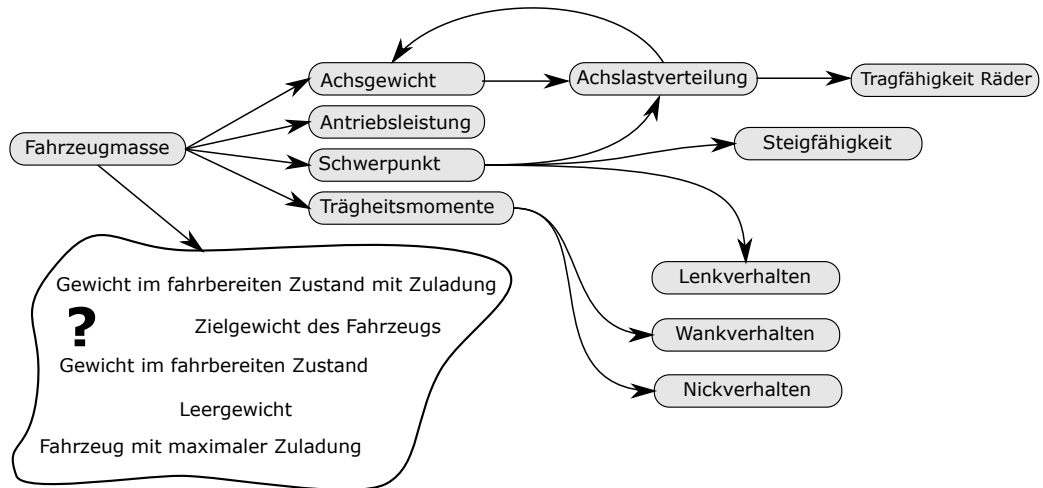 Fahrzeugmasse
Achsgewicht
Antriebsleistung
Schwerpunkt
Trägheitsmomente
Achslastverteilung
Tragfähigkeit Räder
Steigfähigkeit
Lenkverhalten
Wankverhalten
Nickverhalten
Gewicht im fahrbereiten Zustand mit Zuladung
?
Zielgewicht des Fahrzeugs
Gewicht im fahrbereiten Zustand
Leergewicht
Fahrzeug mit maximaler Zuladung